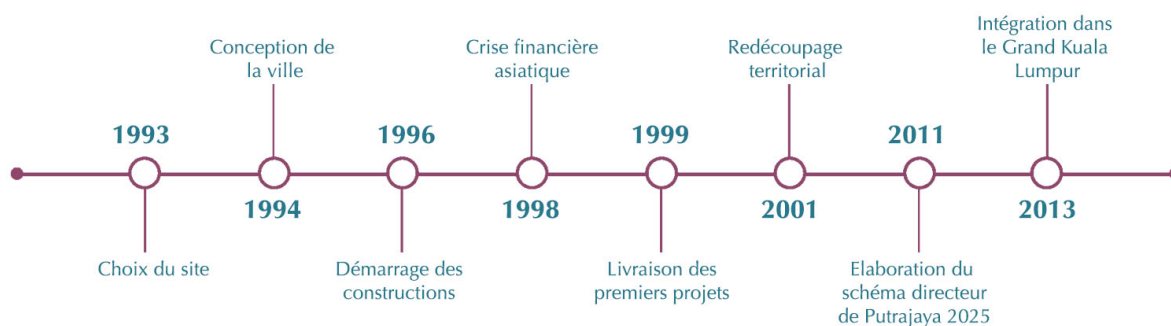 Conception de
la ville
Crise financière
asiatique
Redécoupage
territorial
Intégration dans
le Grand Kuala
Lumpur
1993
1996
1999
2011
1994
1998
2001
2013
Choix du site
Démarrage des
constructions
Livraison des
premiers projets
Elaboration du
schéma directeur
de Putrajaya 2025